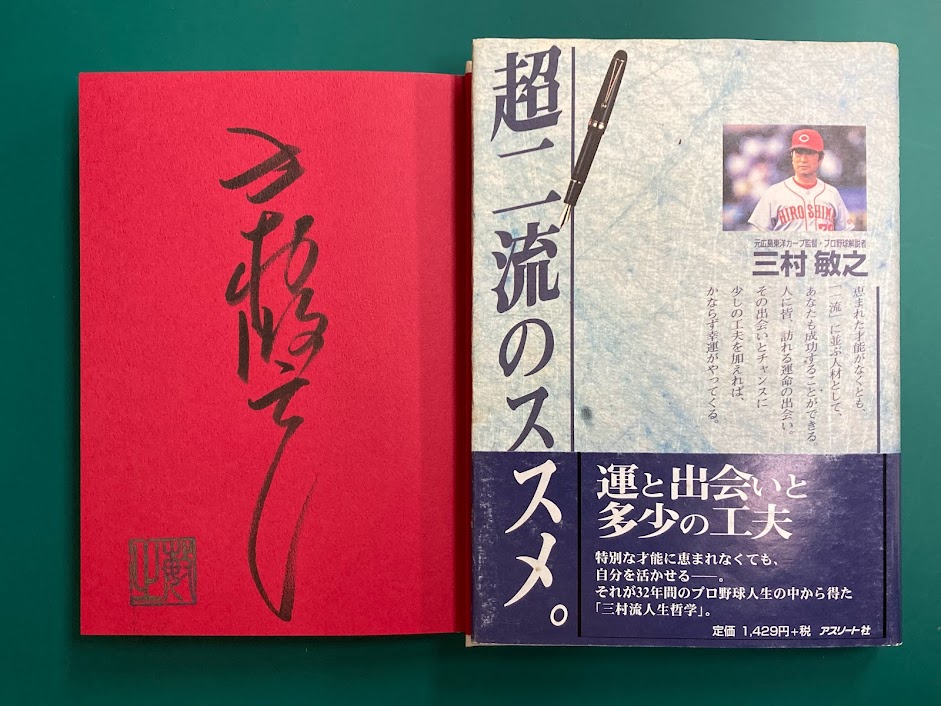 三村敏之
超二流のススメ。
元広島東洋カープ監督・プロ野球解説者
三村 敏之
恵まれた才能がなくとも、
「一流」に並ぶ人材として、
あなたも成功することができる。
人に皆、訪れる運命の出会い。
その出会いとチャンスに
少しの工夫を加えれば、
かならず幸運がやってくる。
C
HIROSHIMA
運と出会いと
多少の工夫
特別な才能に恵まれなくても、
自分を活かせる――。
それが32年間のプロ野球人生の中から得た
「三村流人生哲学」。
定価 1,429円+税 アスリート社